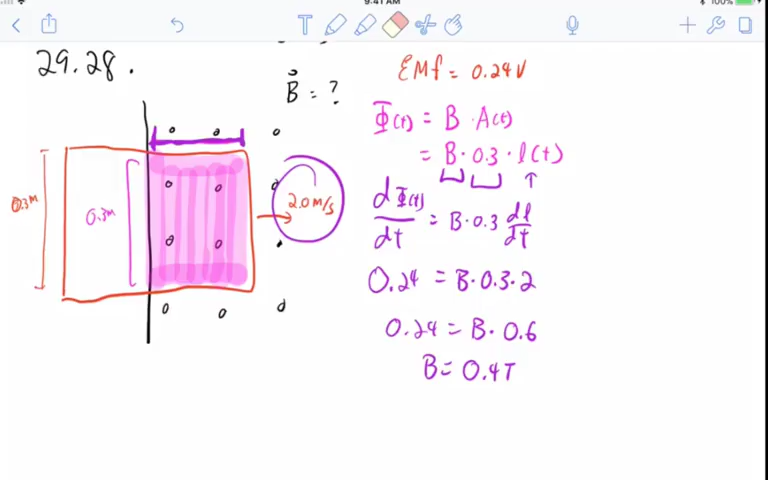 9:41 AM
100%
29.28.
B = ?
EMf = 0.24V
Φ(t) = B · A(t)
= B · 0.3 · l(t)
0.3M
0.3M
2.0 M/s
dΦ(t)/dt = B · 0.3 dl/dt
0.24 = B · 0.3 · 2
0.24 = B · 0.6
B = 0.4T